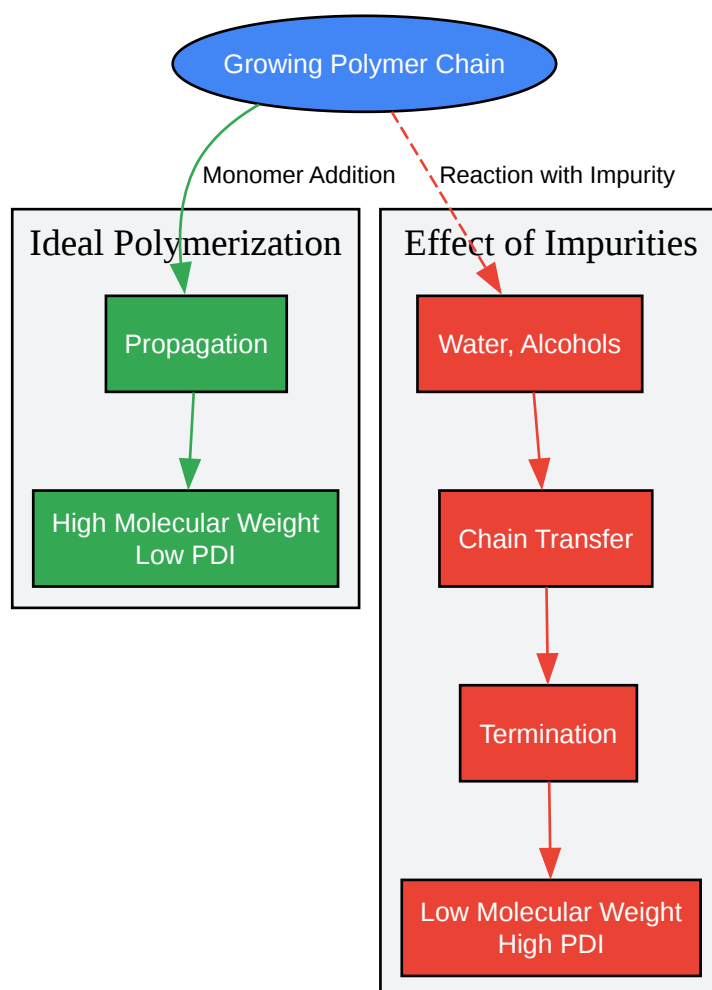 Growing Polymer Chain
Monomer Addition
Reaction with Impurity
Ideal Polymerization
Propagation
High Molecular Weight
Low PDI
Effect of Impurities
Water, Alcohols
Chain Transfer
Termination
Low Molecular Weight
High PDI